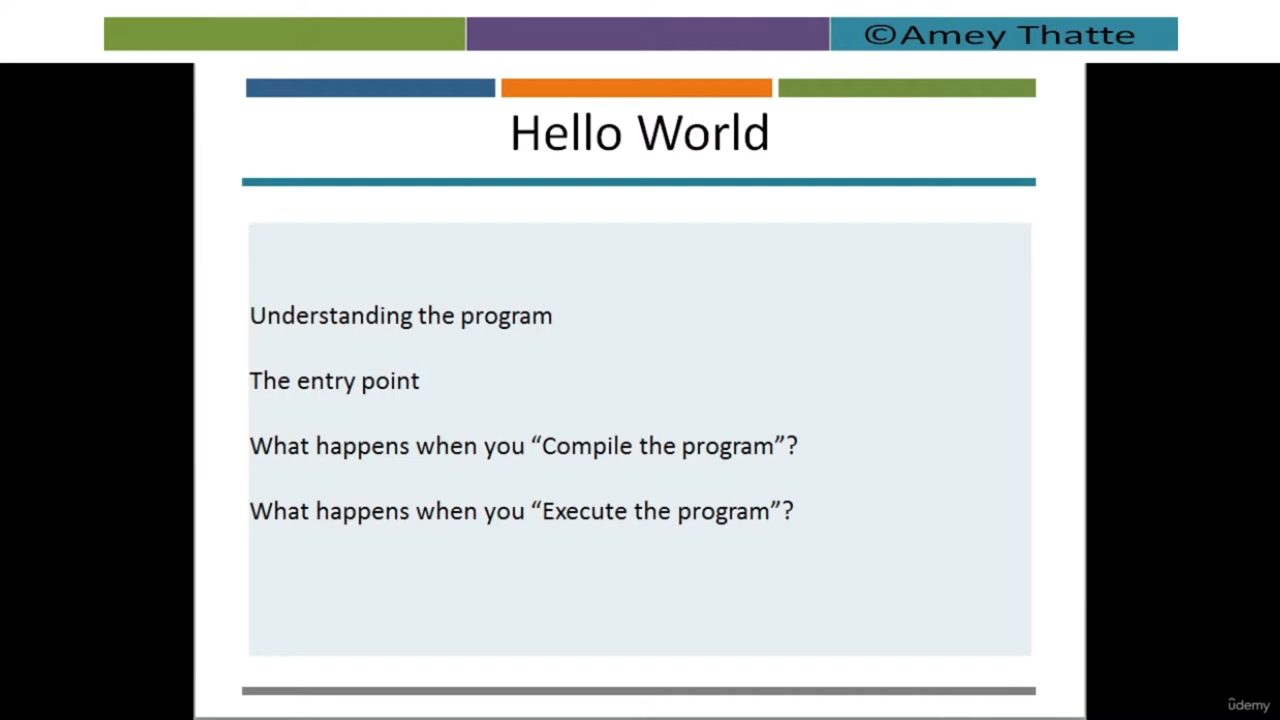 ©Amey Thatte
Hello World
Understanding the program
The entry point
What happens when you “Compile the program”?
What happens when you “Execute the program”?
ûdemy